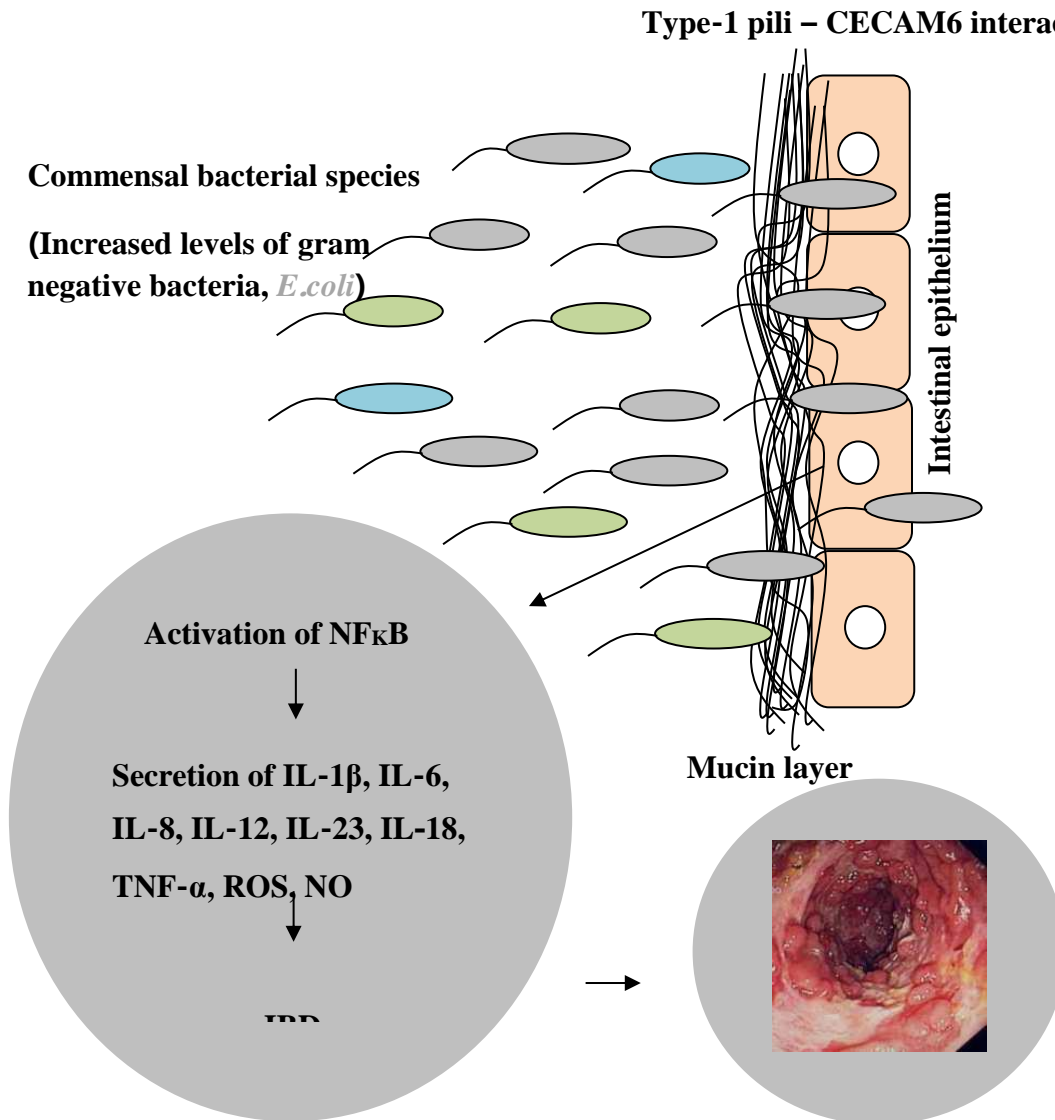 Type-1 pili – CECAM6 interac
Commensal bacterial species
(Increased levels of gram
negative bacteria, E.coli)
Intestinal epithelium
Activation of NFKB
Secretion of IL-1β, IL-6,
IL-8, IL-12, IL-23, IL-18,
TNF-α, ROS, NO
Mucin layer